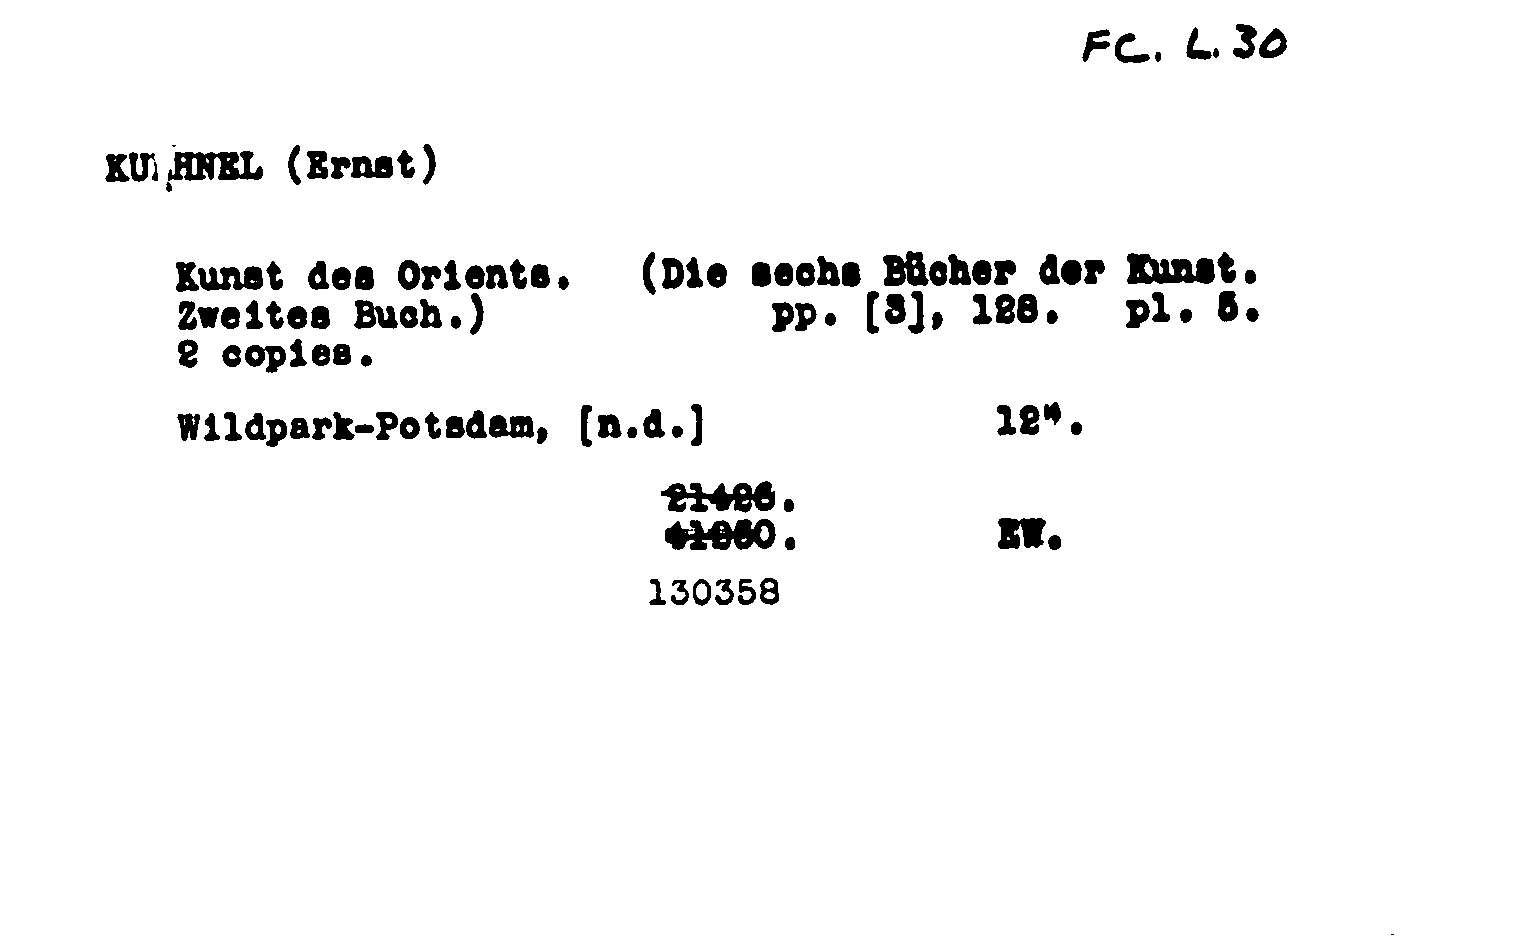 FC. L. 30
KUHNEL (Ernst)
Kunst des Orients. (Die sechs Bücher der Kunst.
Zweites Buch.) pp. [3], 128. pl. 5.
2 copies.
Wildpark-Potsdam, [n.d.] 12".
21426.
EW.
130358